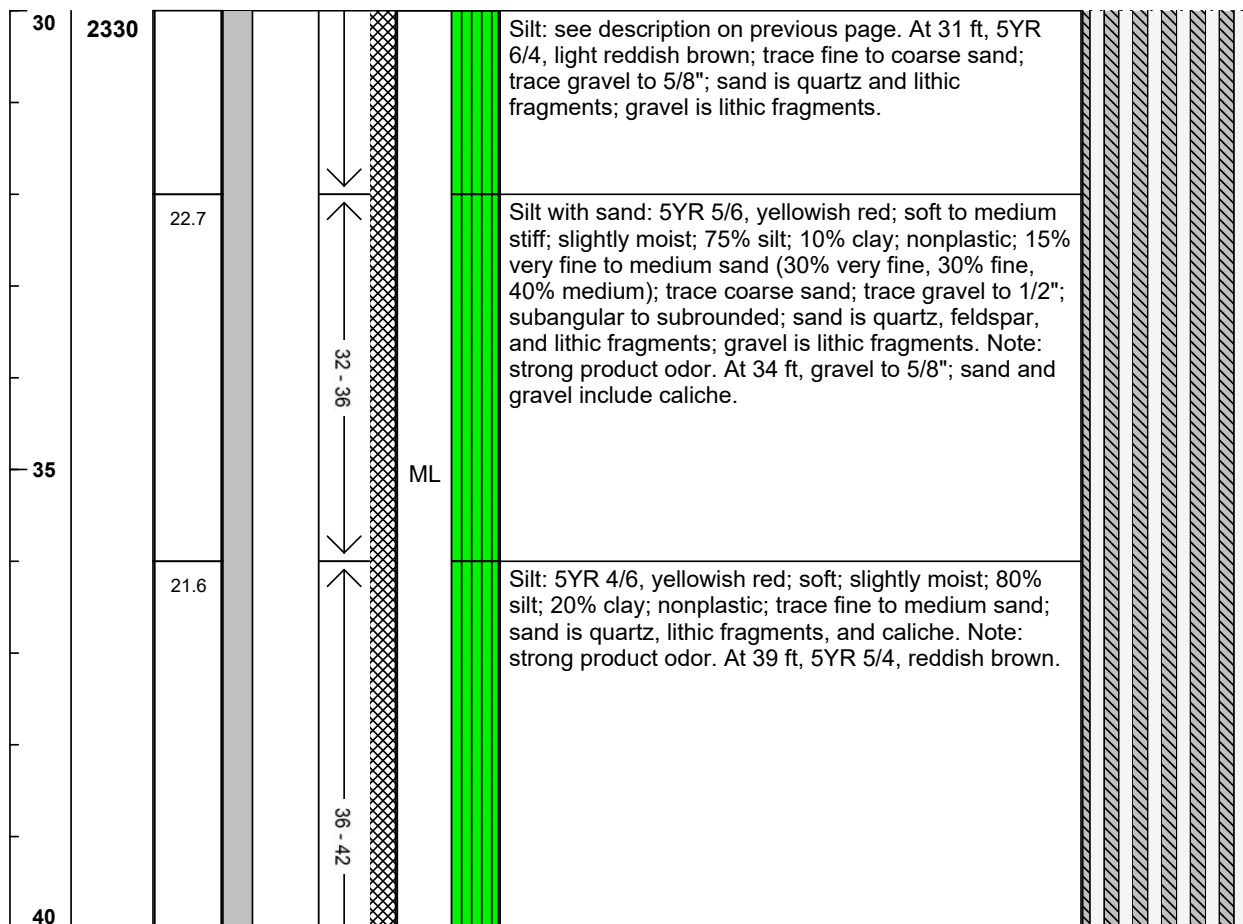 30
2330
Silt: see description on previous page. At 31 ft, 5YR
6/4, light reddish brown; trace fine to coarse sand;
trace gravel to 5/8"; sand is quartz and lithic
fragments; gravel is lithic fragments.
22.7
32 - 36
Silt with sand: 5YR 5/6, yellowish red; soft to medium
stiff; slightly moist; 75% silt; 10% clay; nonplastic; 15%
very fine to medium sand (30% very fine, 30% fine,
40% medium); trace coarse sand; trace gravel to 1/2";
subangular to subrounded; sand is quartz, feldspar,
and lithic fragments; gravel is lithic fragments. Note:
strong product odor. At 34 ft, gravel to 5/8"; sand and
gravel include caliche.
35
ML
21.6
36 - 42
Silt: 5YR 4/6, yellowish red; soft; slightly moist; 80%
silt; 20% clay; nonplastic; trace fine to medium sand;
sand is quartz, lithic fragments, and caliche. Note:
strong product odor. At 39 ft, 5YR 5/4, reddish brown.
40